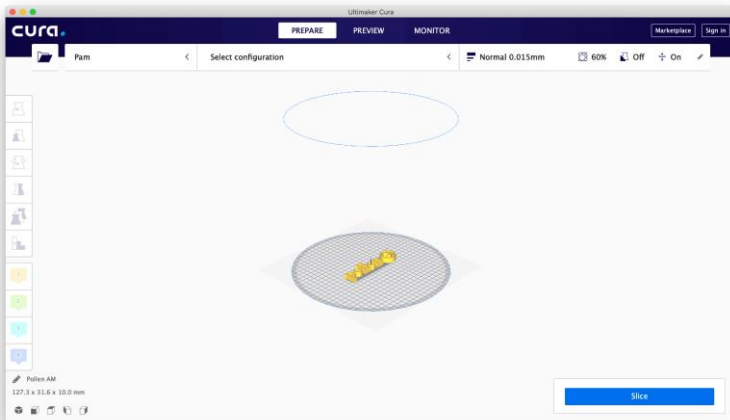 Ultimaker Cura
cura. PREPARE PREVIEW MONITOR Marketplace Sign in
Pam Select configuration Normal 0.015mm 60% Off On
Pollen AM
127.3 x 31.6 x 10.0 mm
Slice